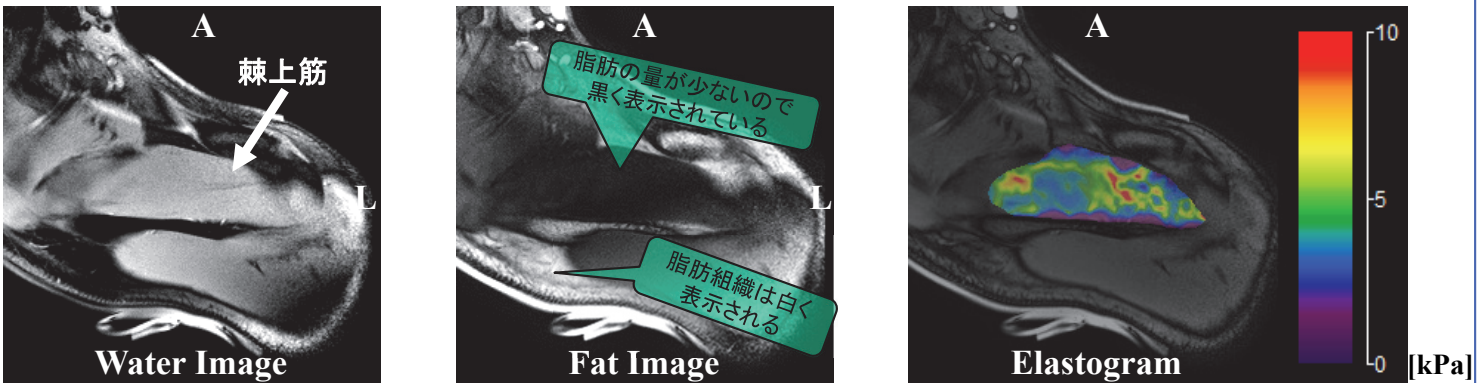 A
棘上筋
L
Water Image
A
脂肪の量が少ないので
黒く表示されている
L
脂肪組織は白く
表示される
Fat Image
A
10
5
0
[kPa]
Elastogram